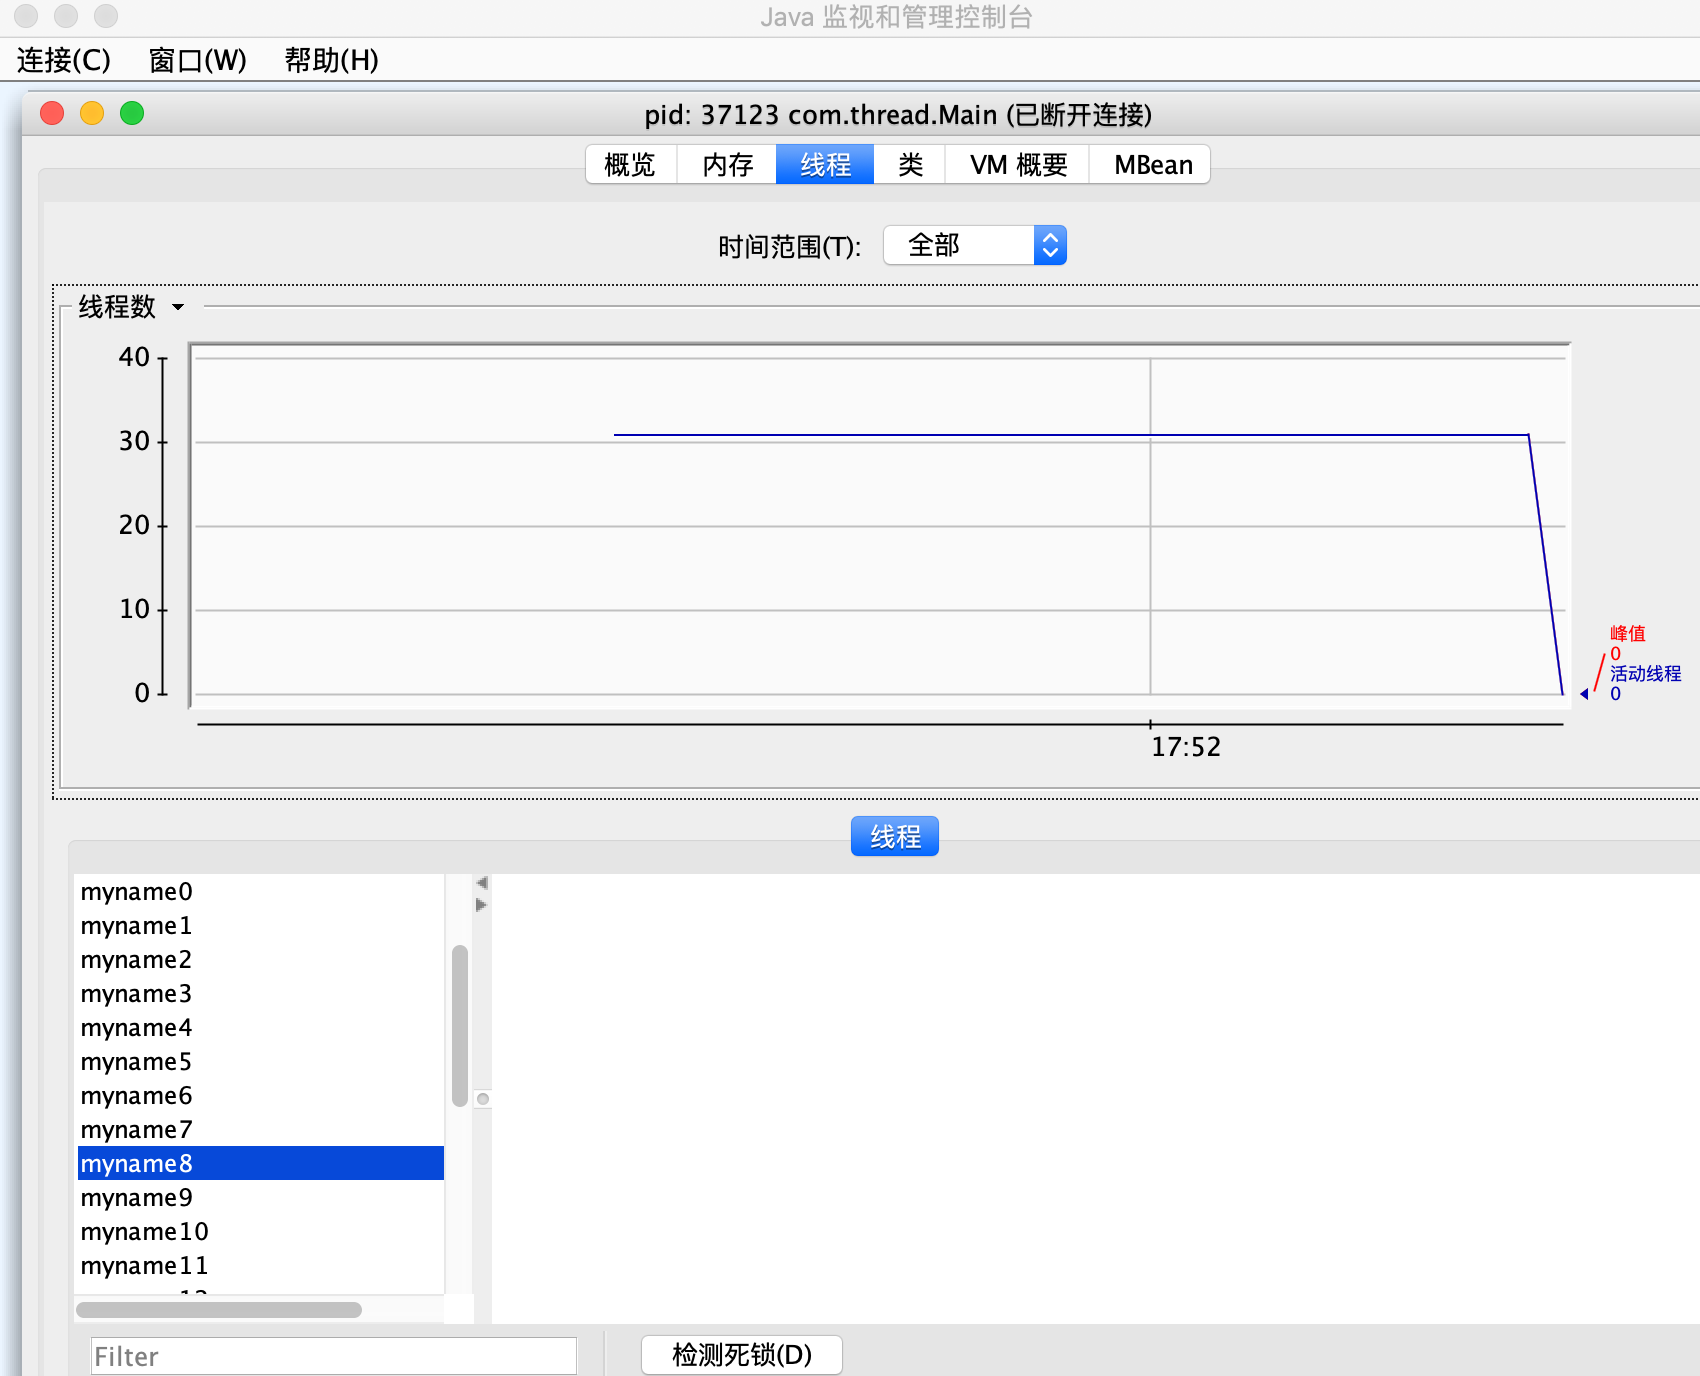 Java 监视和管理控制台
连接(C) 窗口(W) 帮助(H)
pid: 37123 com.thread.Main (已断开连接)
概览 内存 线程 类 VM 概要 MBean
时间范围(T): 全部
线程数
40
30
20
10
0
峰值
0
活动线程
0
17:52
线程
myname0
myname1
myname2
myname3
myname4
myname5
myname6
myname7
myname8
myname9
myname10
myname11
Filter 检测死锁(D)